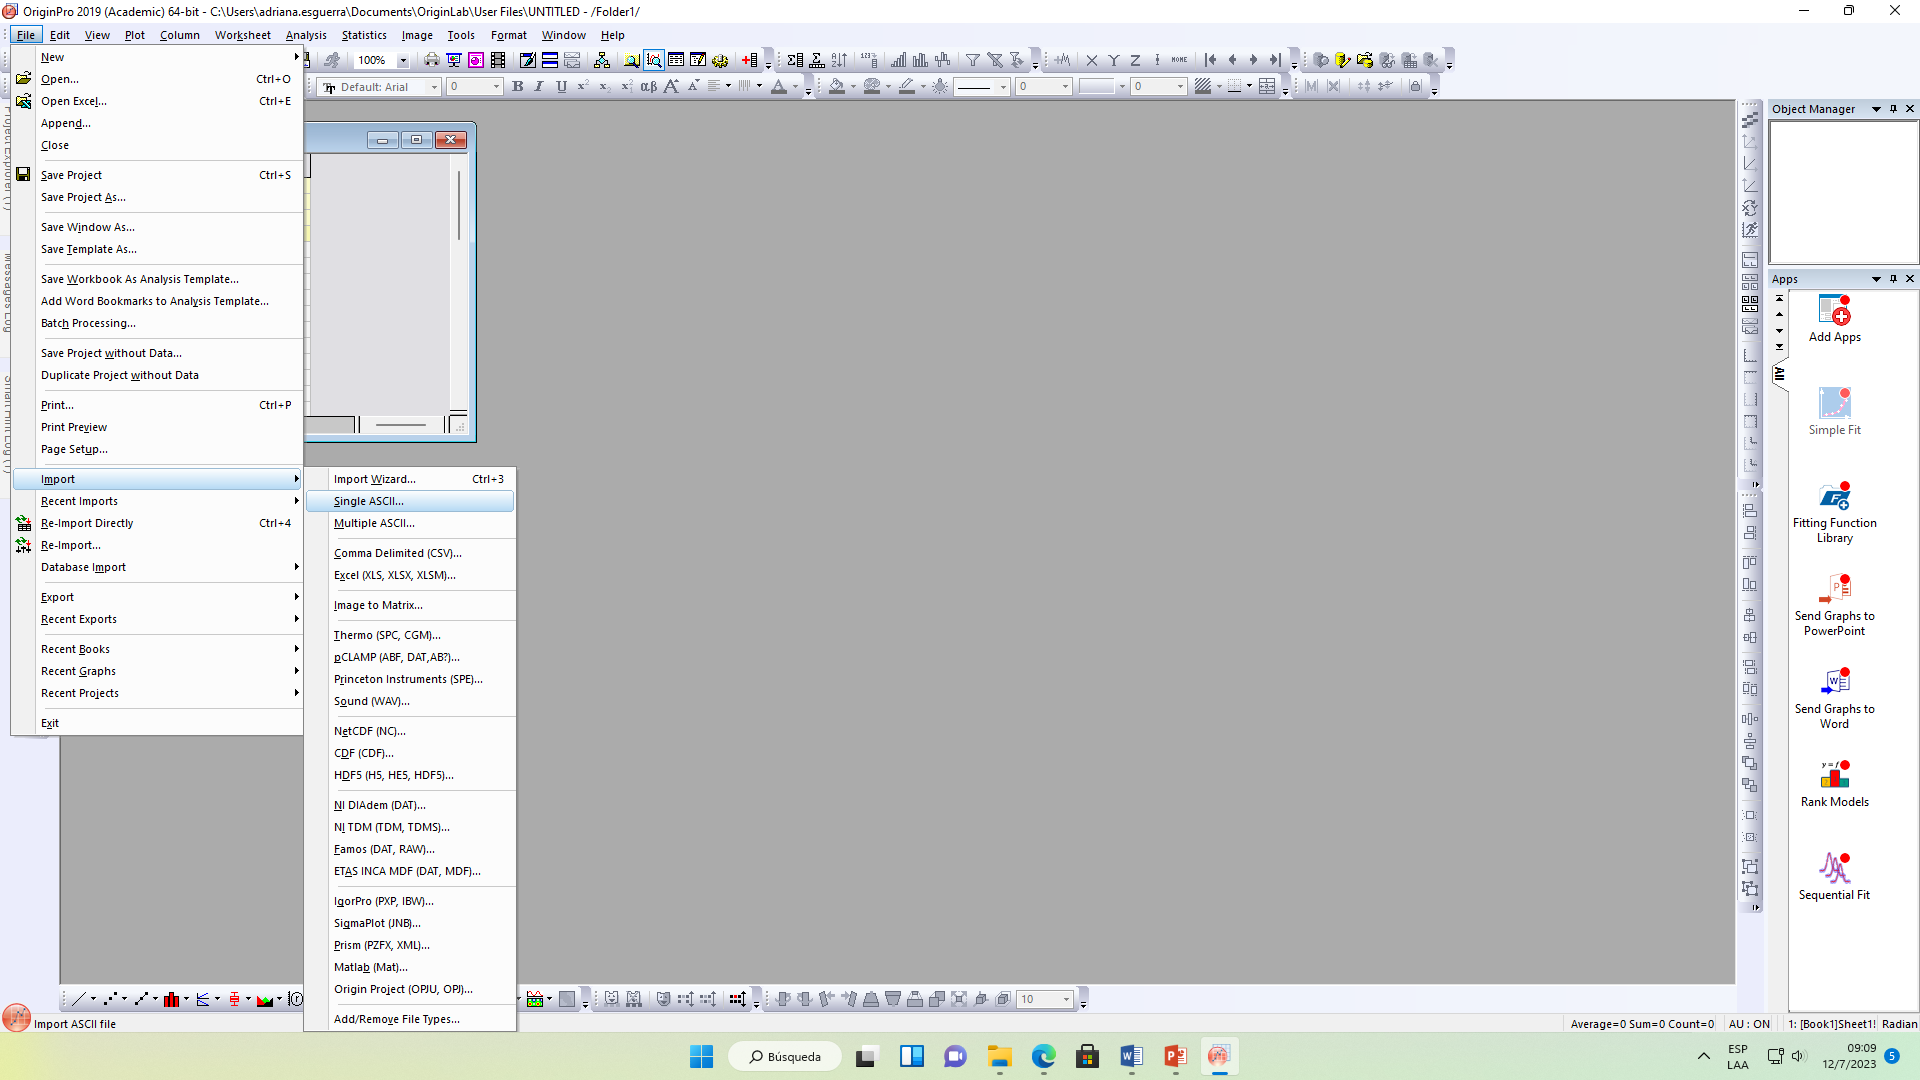 OriginPro 2019 (Academic) 64-bit - C:\Users\adriana.esguerra\Documents\OriginLab\User Files\UNTITLED - /Folder1/
File Edit View Plot Column Worksheet Analysis Statistics Image Tools Format Window Help
100%
Default: Arial 0 B I U αβ A A A 0 0
New
Open... Ctrl+O
Open Excel... Ctrl+E
Append...
Close
Save Project Ctrl+S
Save Project As...
Save Window As...
Save Template As...
Save Workbook As Analysis Template...
Add Word Bookmarks to Analysis Template...
Batch Processing...
Save Project without Data...
Duplicate Project without Data
Print... Ctrl+P
Print Preview
Page Setup...
Import
Recent Imports
Re-Import Directly Ctrl+4
Re-Import...
Database Import
Export
Recent Exports
Recent Books
Recent Graphs
Recent Projects
Exit
Import Wizard... Ctrl+3
Single ASCII...
Multiple ASCII...
Comma Delimited (CSV)...
Excel (XLS, XLSX, XLSM)...
Image to Matrix...
Thermo (SPC, CGM)...
pCLAMP (ABF, DAT,AB?)...
Princeton Instruments (SPE)...
Sound (WAV)...
NetCDF (NC)...
CDF (CDF)...
HDF5 (H5, HE5, HDF5)...
NI DIAdem (DAT)...
NI TDM (TDM, TDMS)...
Famos (DAT, RAW)...
ETAS INCA MDF (DAT, MDF)...
IgorPro (PXP, IBW)...
SigmaPlot (JNB)...
Prism (PZFX, XML)...
Matlab (Mat)...
Origin Project (OPJU, OPJ)...
Add/Remove File Types...
Object Manager
Apps
All
Add Apps
Simple Fit
Fitting Function
Library
Send Graphs to
PowerPoint
Send Graphs to
Word
Rank Models
Sequential Fit
10
Import ASCII file
Average=0 Sum=0 Count=0 AU : ON 1: [Book1]Sheet1! Radian
Búsqueda
ESP
LAA
09:09
12/7/2023
5